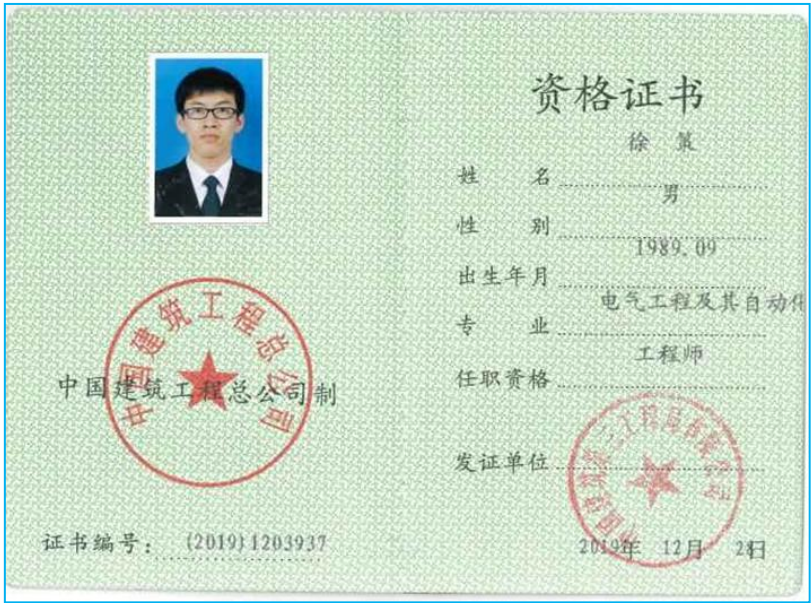 资格证书
徐策
姓名
男
性别
1989.09
出生年月
电气工程及其自动化
专业
工程师
任职资格
中国建筑工程总公司
中国建筑工程总公司制
发证单位
证书编号：(2019)1203937
2019年 12月 28日